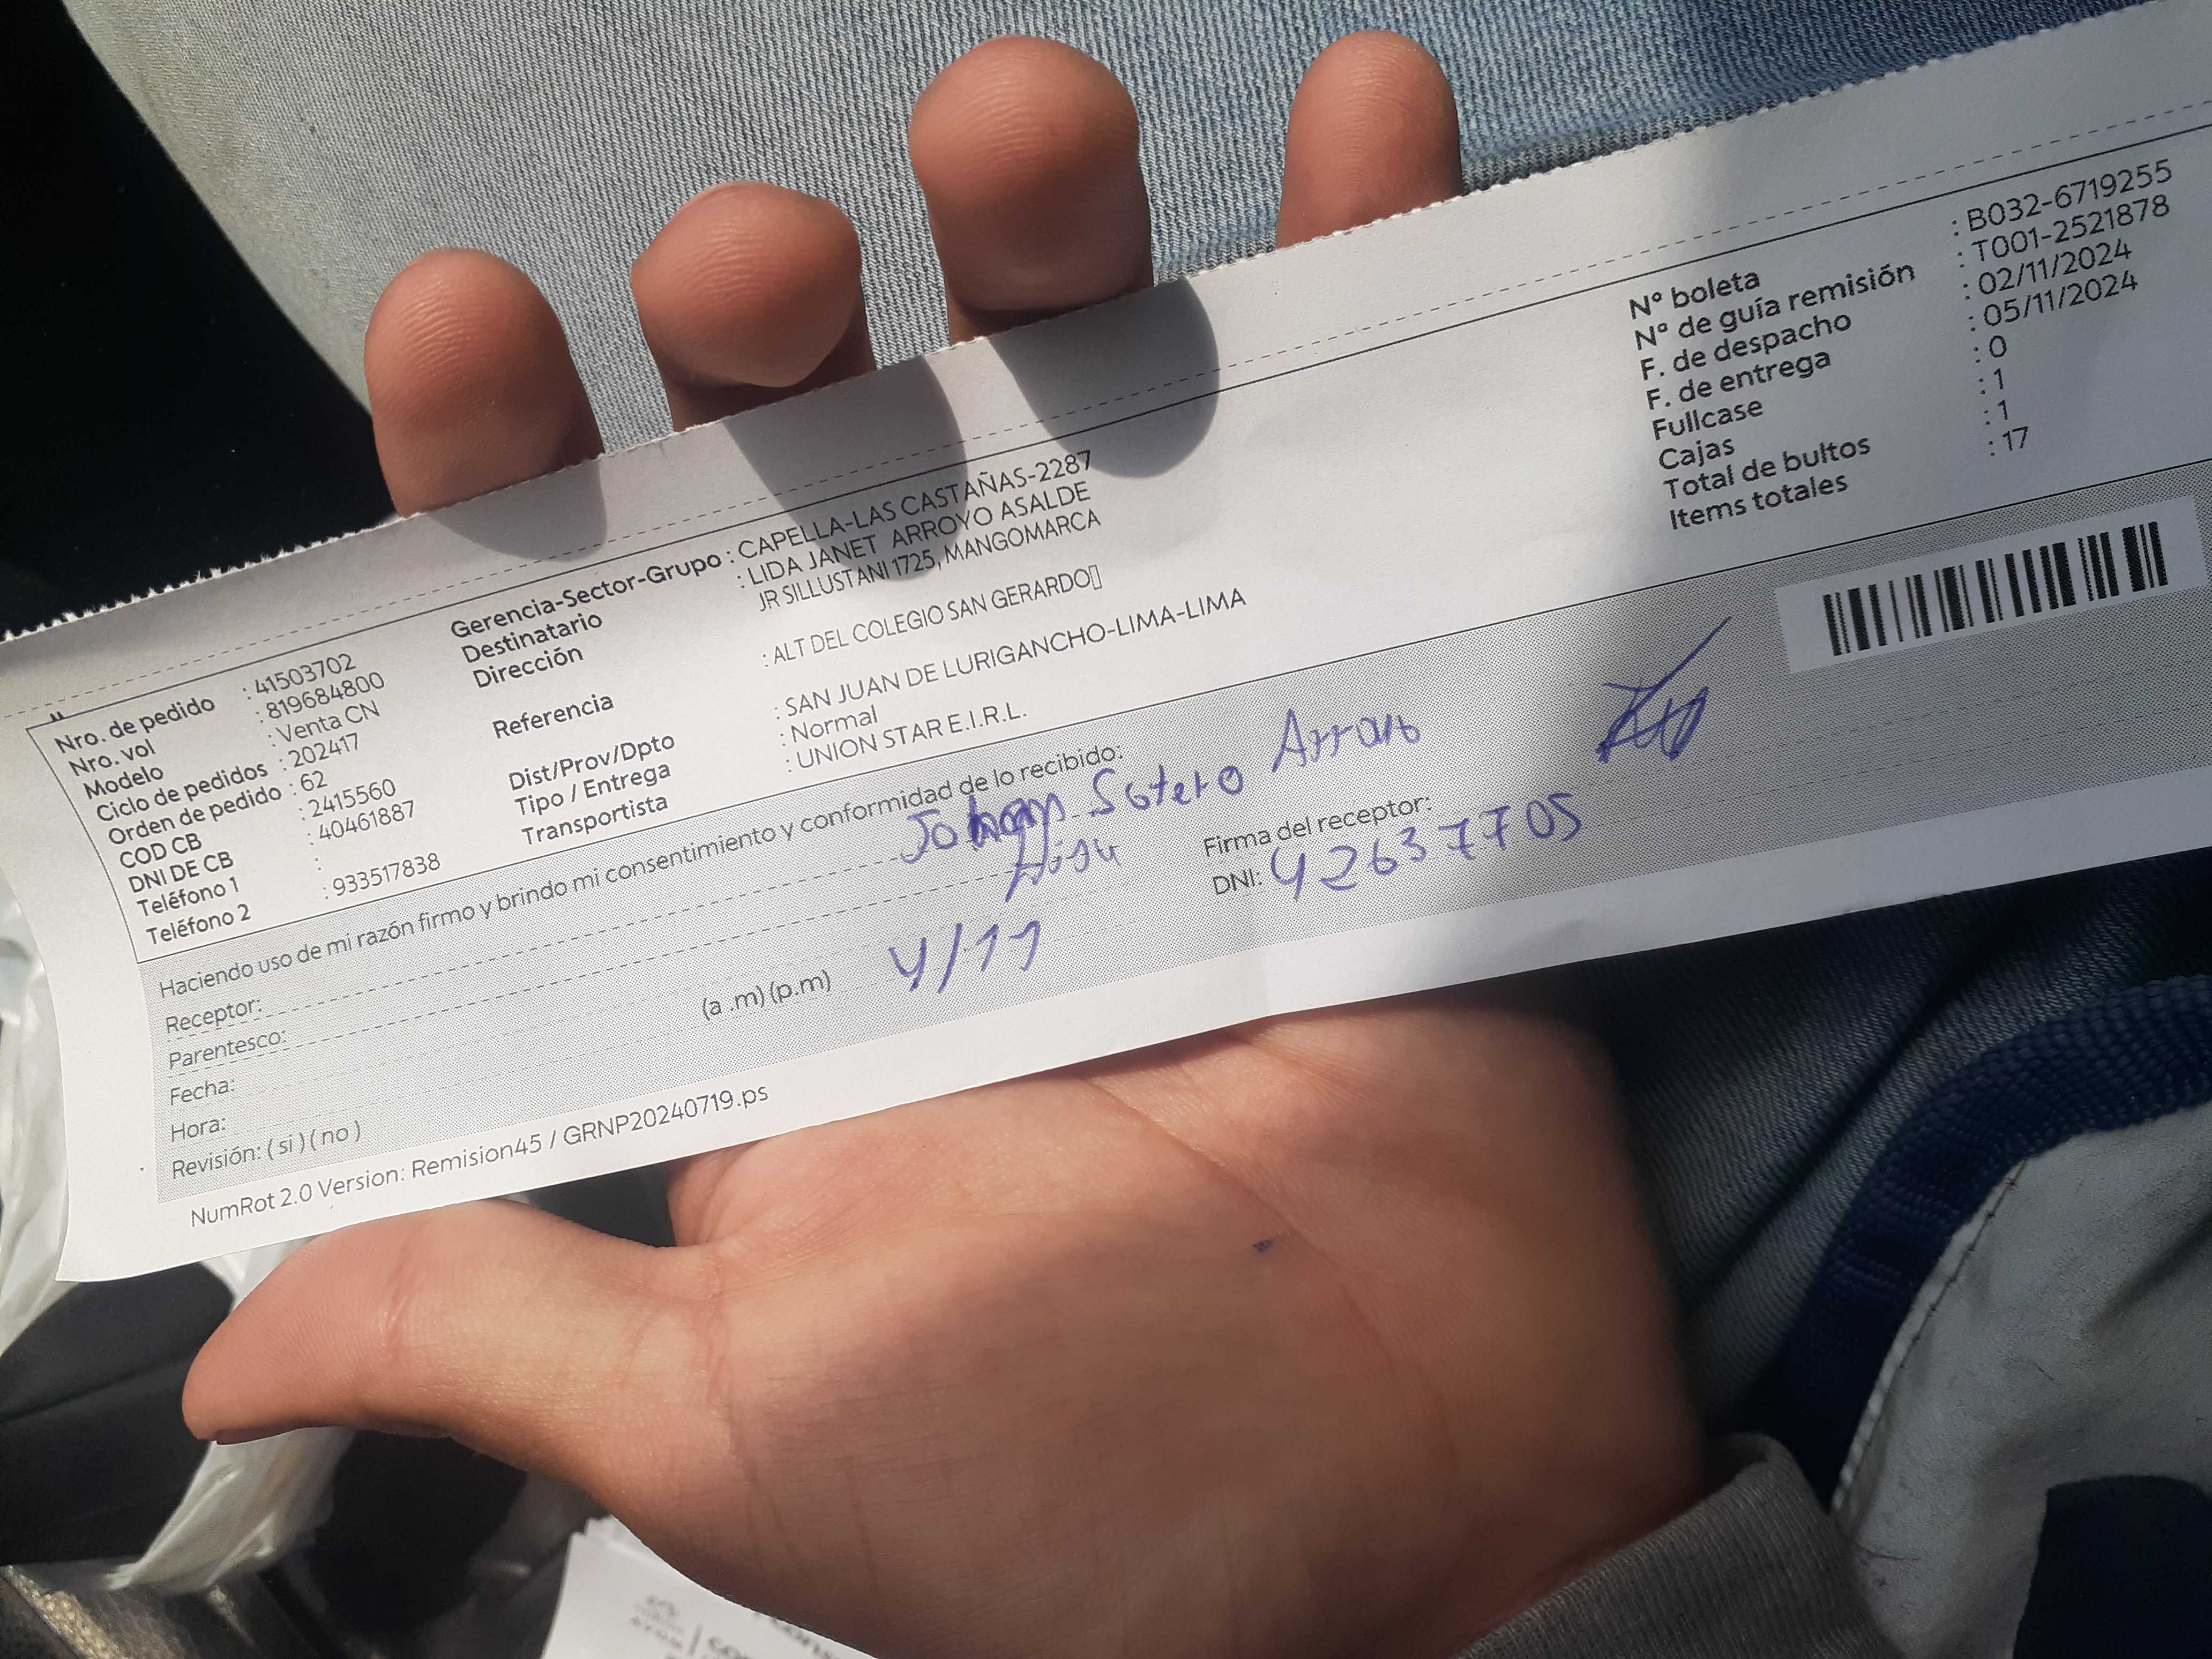 Nro. de pedido : 41503702
Nro. vol : 819684800
Modelo : Venta CN
Ciclo de pedidos : 202417
Orden de pedido : 62
COD CB : 2415560
DNI DE CB : 40461887
Teléfono 1 :
Teléfono 2 : 933517838
Gerencia-Sector-Grupo : CAPELLA-LAS CASTAÑAS-2287
Destinatario : LIDA JANET ARROYO ASALDE
Dirección JR SILLUSTANI 1725, MANGOMARCA
Referencia : ALT DEL COLEGIO SAN GERARDO▯
Dist/Prov/Dpto : SAN JUAN DE LURIGANCHO-LIMA-LIMA
Tipo / Entrega : Normal
Transportista : UNION STAR E.I.R.L.
N° boleta : B032-6719255
N° de guía remisión : T001-2521878
F. de despacho : 02/11/2024
F. de entrega : 05/11/2024
Fullcase : 0
Cajas : 1
Total de bultos : 1
Items totales : 17
Haciendo uso de mi razón firmo y brindo mi consentimiento y conformidad de lo recibido:
Receptor: Johan Sotero
Parentesco:
Fecha: 4/11
Hora: (a .m) (p.m)
Revisión: ( si ) ( no )
Firma del receptor:
DNI: 42637705
NumRot 2.0 Version: Remision45 / GRNP20240719.ps